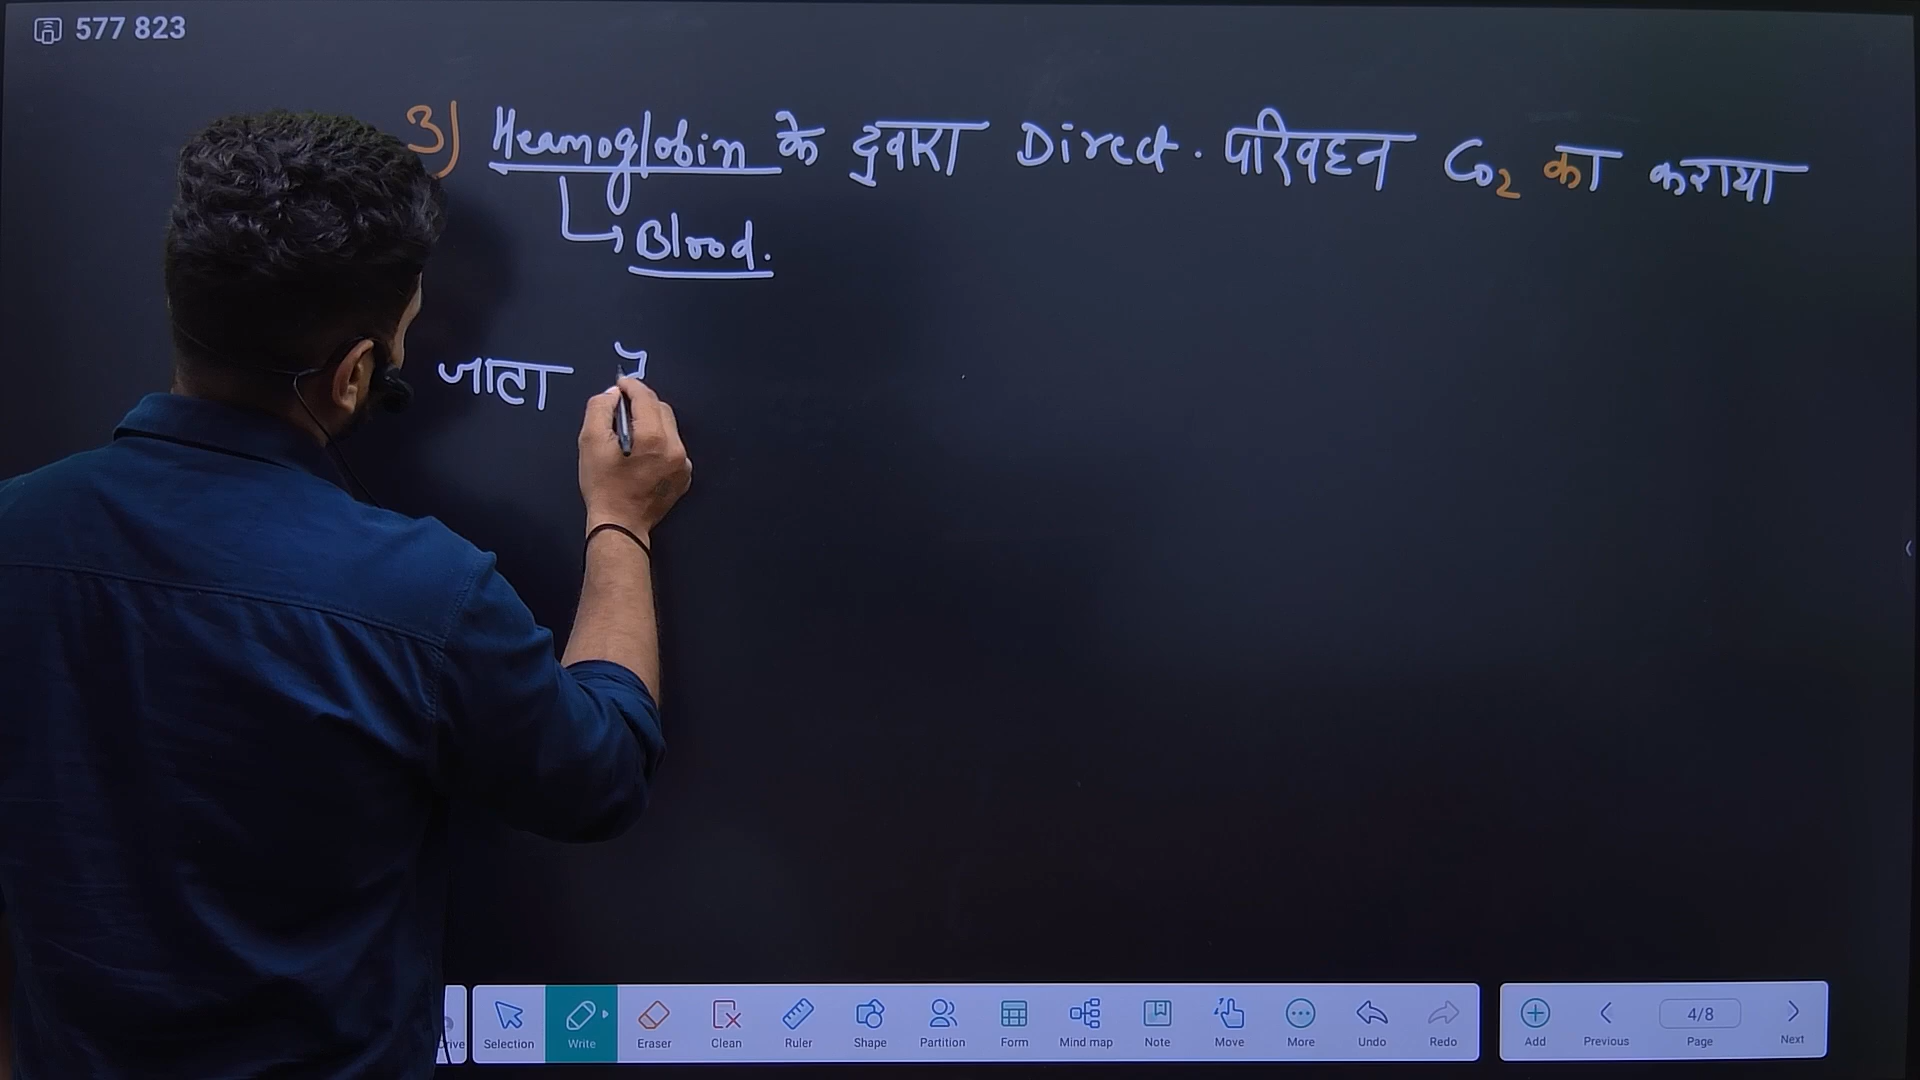 577 823
3) Heamoglobin के द्वारा Direct. परिवहन Co2 का कराया
Blood.
जाता
Drive Selection Write Eraser Clean Ruler Shape Partition Form Mind map Note Move More Undo Redo Add Previous 4/8 Page Next